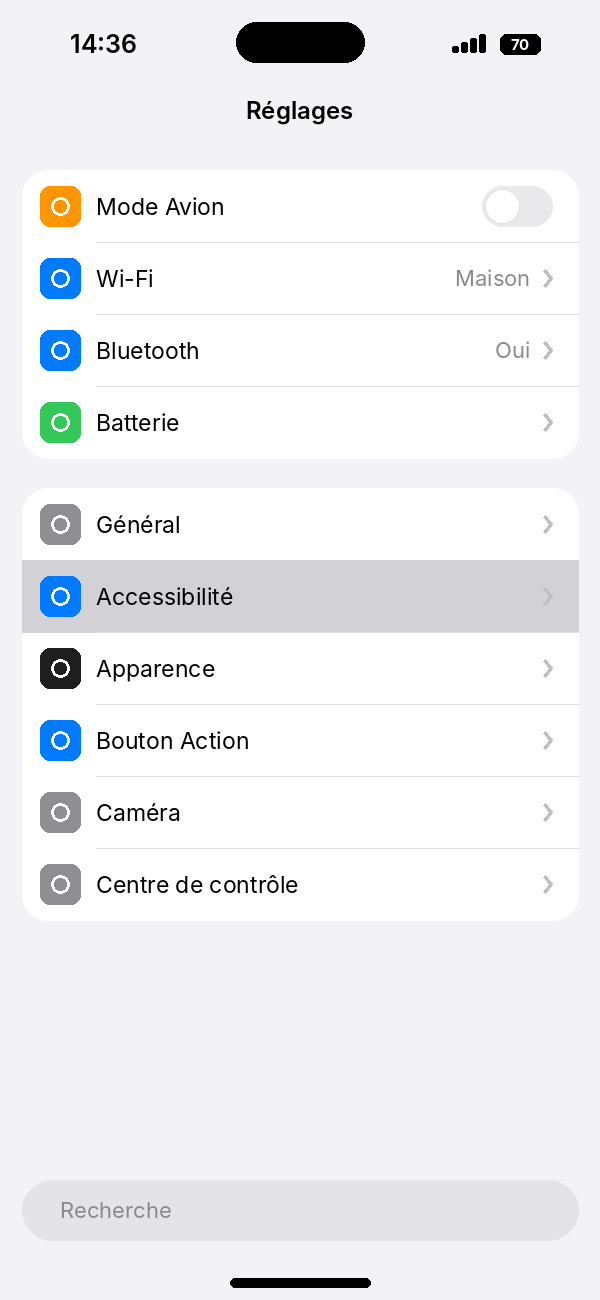 14:36
70
Réglages
Mode Avion
Wi-Fi Maison
Bluetooth Oui
Batterie
Général
Accessibilité
Apparence
Bouton Action
Caméra
Centre de contrôle
Recherche